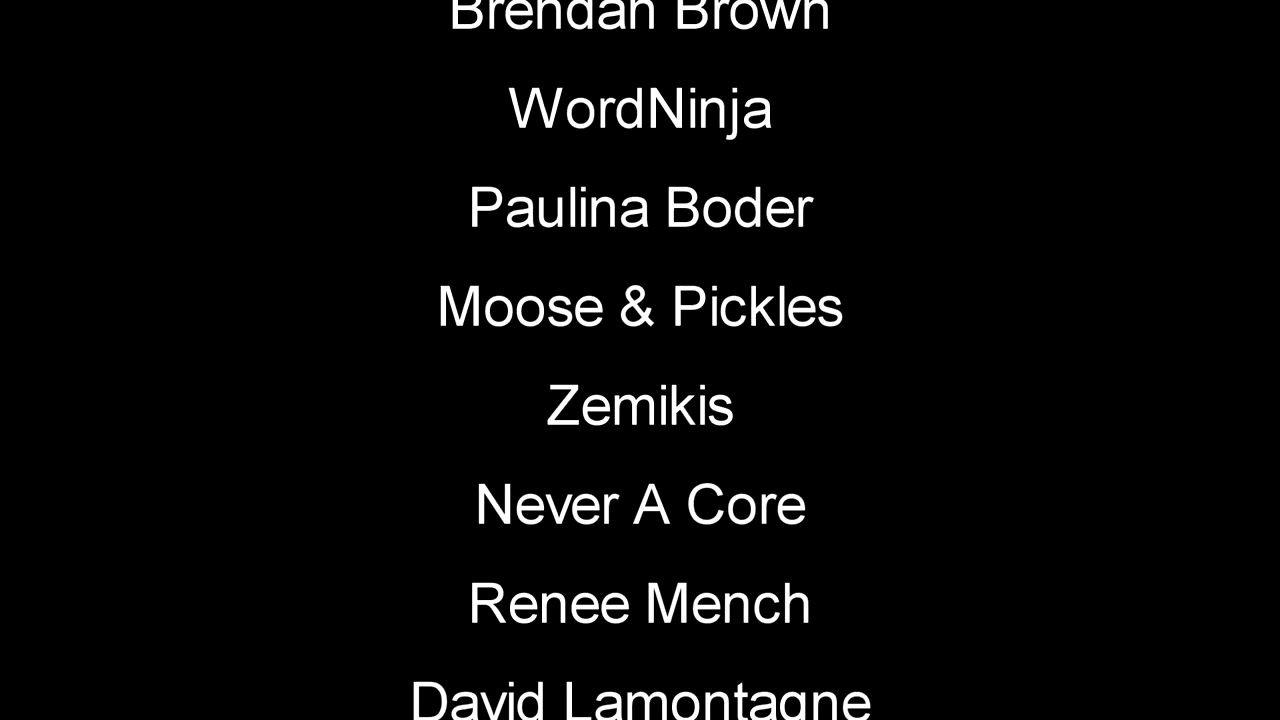 Brendan Brown
WordNinja
Paulina Boder
Moose & Pickles
Zemikis
Never A Core
Renee Mench
David Lamontagne